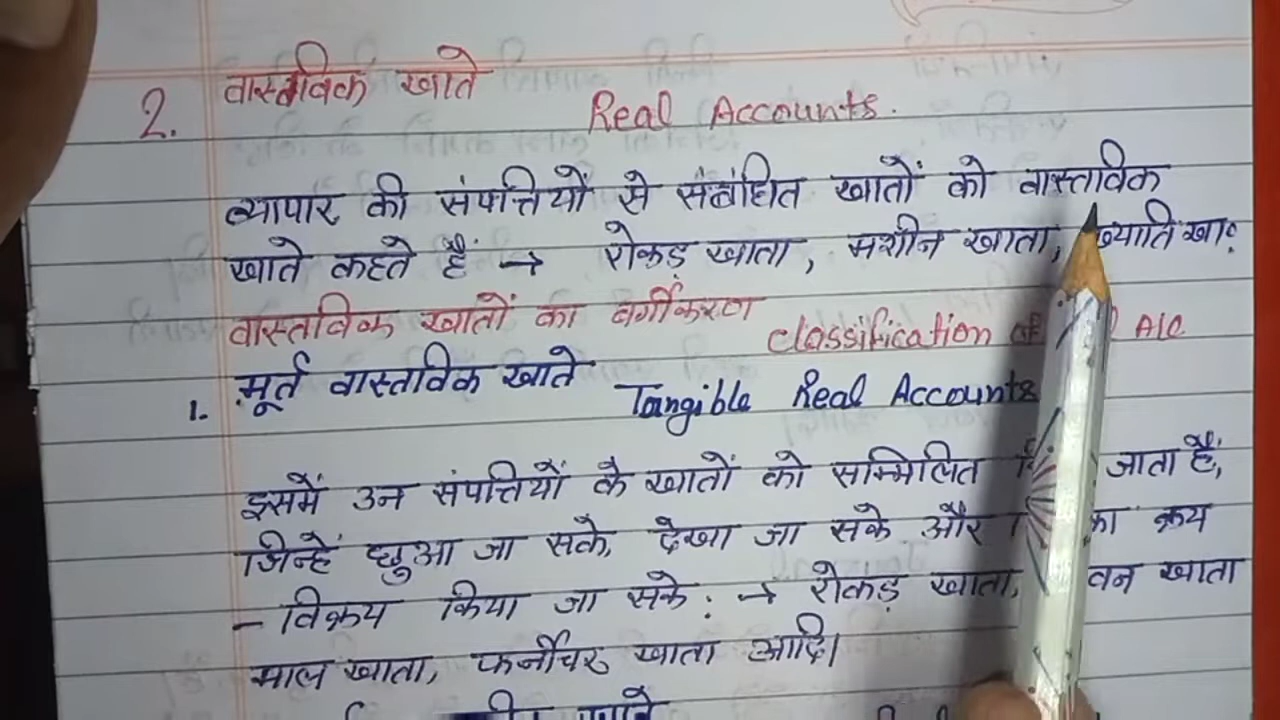 2. वास्तविक खाते Real Accounts.
व्यापार की संपत्तियों से संबंधित खातों को वास्तविक
खाते कहते हैं → रोकड़ खाता, मशीन खाता, ख्याति खा॰
वास्तविक खातों का वर्गीकरण Classification A/C
1. मूर्त वास्तविक खाते Tangible Real Accounts
इसमें उन संपत्तियों के खातों को सम्मिलित जाता है,
जिन्हें छुआ जा सके, देखा जा सके और क्रय
- विक्रय किया जा सके: → रोकड़ खाता, खाता
माल खाता, फर्नीचर खाता आदि।